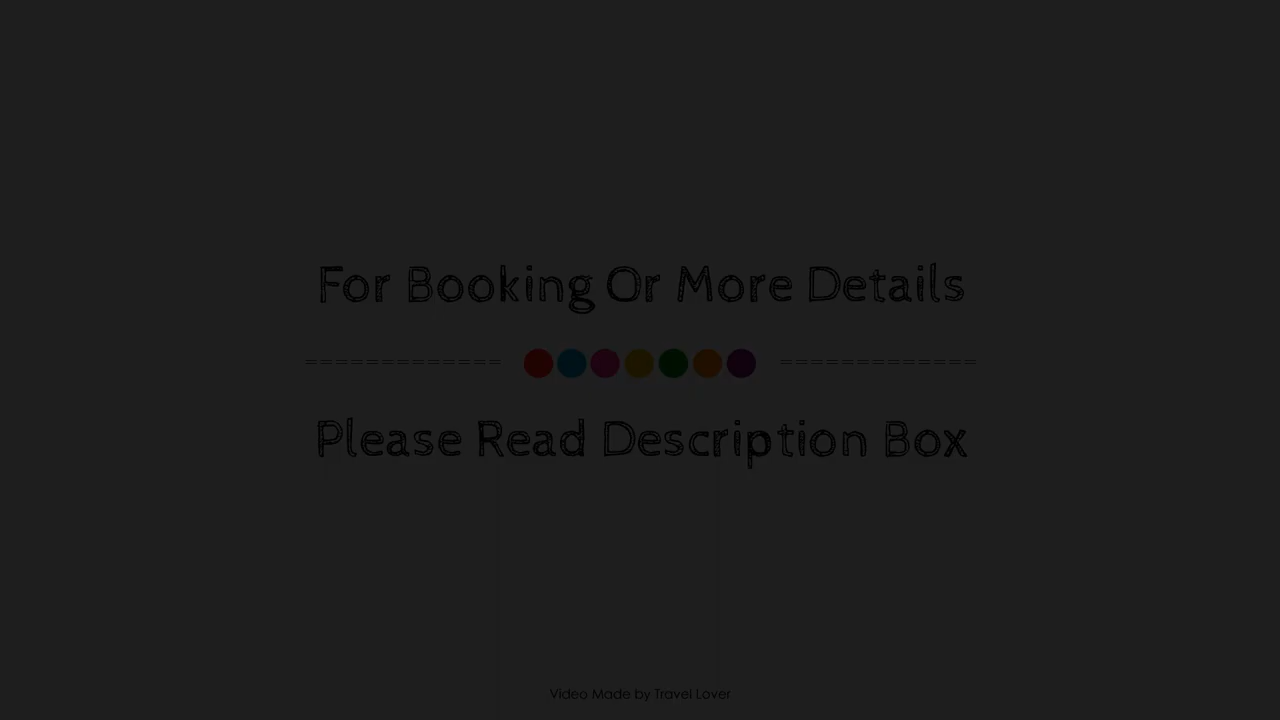 For Booking Or More Details
============= =============
Please Read Description Box
Video Made by Travel Lover